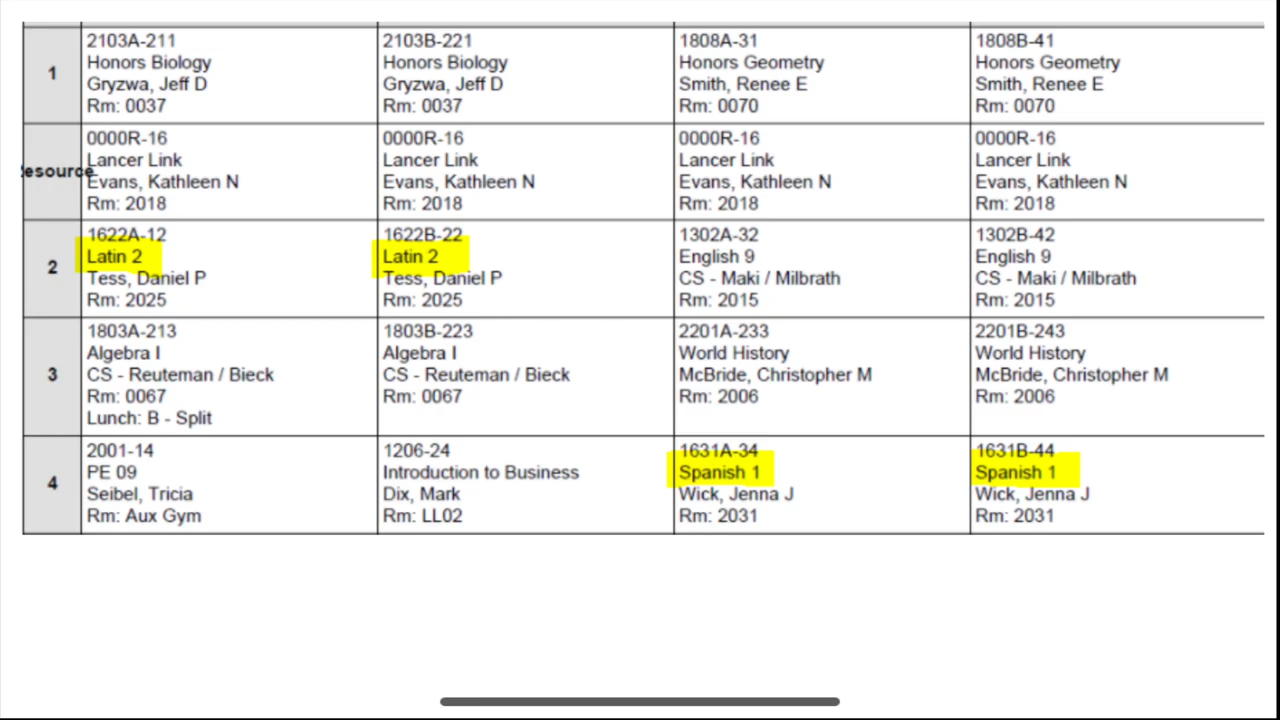 1
2103A-211
Honors Biology
Gryzwa, Jeff D
Rm: 0037
2103B-221
Honors Biology
Gryzwa, Jeff D
Rm: 0037
1808A-31
Honors Geometry
Smith, Renee E
Rm: 0070
1808B-41
Honors Geometry
Smith, Renee E
Rm: 0070
esource
0000R-16
Lancer Link
Evans, Kathleen N
Rm: 2018
0000R-16
Lancer Link
Evans, Kathleen N
Rm: 2018
0000R-16
Lancer Link
Evans, Kathleen N
Rm: 2018
0000R-16
Lancer Link
Evans, Kathleen N
Rm: 2018
2
1622A-12
Latin 2
Tess, Daniel P
Rm: 2025
1622B-22
Latin 2
Tess, Daniel P
Rm: 2025
1302A-32
English 9
CS - Maki / Milbrath
Rm: 2015
1302B-42
English 9
CS - Maki / Milbrath
Rm: 2015
3
1803A-213
Algebra I
CS - Reuteman / Bieck
Rm: 0067
Lunch: B - Split
1803B-223
Algebra I
CS - Reuteman / Bieck
Rm: 0067
2201A-233
World History
McBride, Christopher M
Rm: 2006
2201B-243
World History
McBride, Christopher M
Rm: 2006
4
2001-14
PE 09
Seibel, Tricia
Rm: Aux Gym
1206-24
Introduction to Business
Dix, Mark
Rm: LL02
1631A-34
Spanish 1
Wick, Jenna J
Rm: 2031
1631B-44
Spanish 1
Wick, Jenna J
Rm: 2031